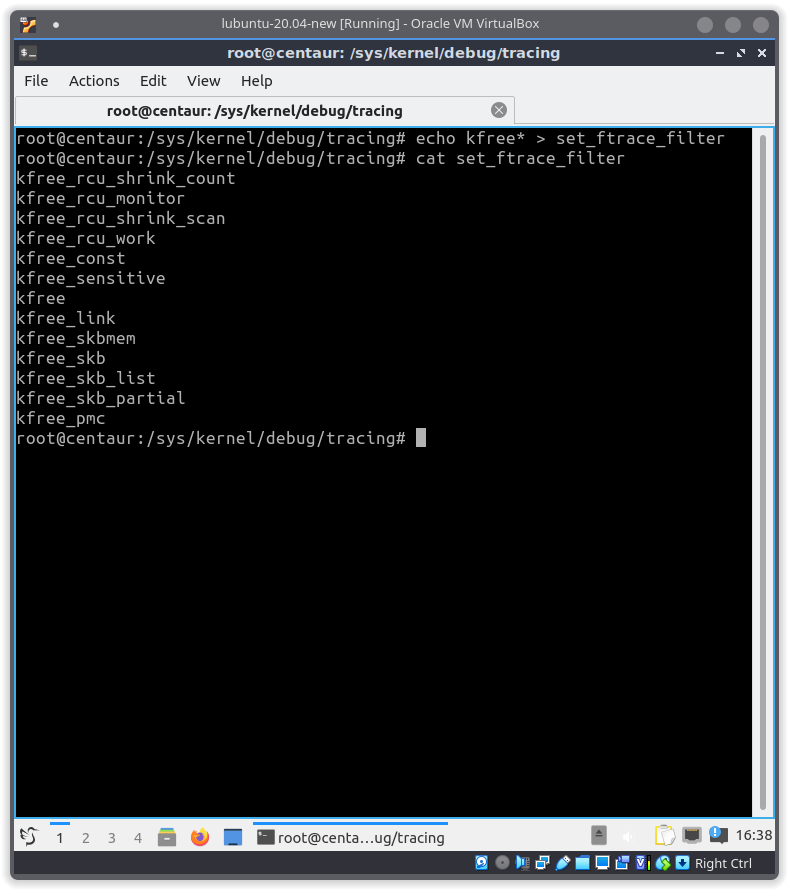 lubuntu-20.04-new [Running] - Oracle VM VirtualBox
root@centaur: /sys/kernel/debug/tracing
File Actions Edit View Help
root@centaur: /sys/kernel/debug/tracing
root@centaur:/sys/kernel/debug/tracing# echo kfree* > set_ftrace_filter
root@centaur:/sys/kernel/debug/tracing# cat set_ftrace_filter
kfree_rcu_shrink_count
kfree_rcu_monitor
kfree_rcu_shrink_scan
kfree_rcu_work
kfree_const
kfree_sensitive
kfree
kfree_link
kfree_skbmem
kfree_skb
kfree_skb_list
kfree_skb_partial
kfree_pmc
root@centaur:/sys/kernel/debug/tracing#
1 2 3 4 root@centa...ug/tracing 16:38
Right Ctrl